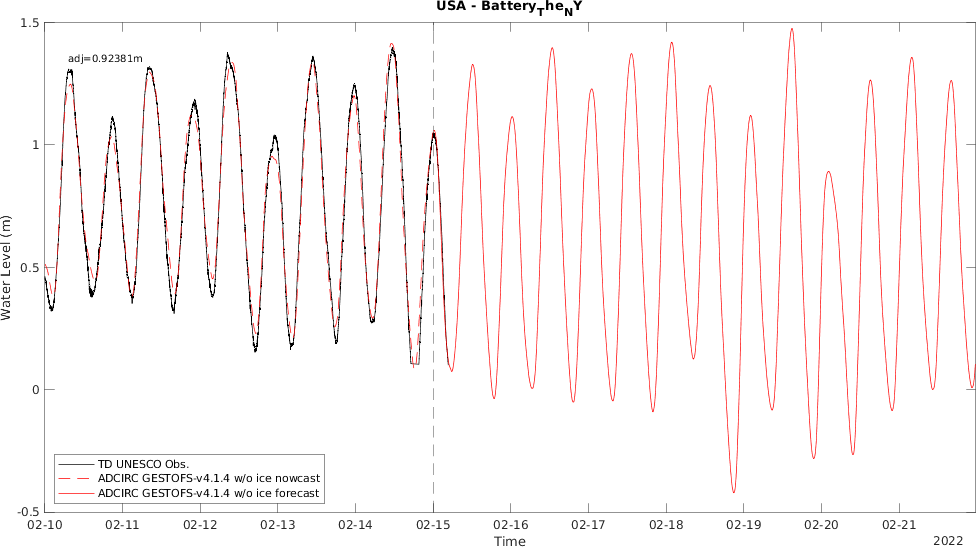 USA - Battery_The_NY
1.5
adj=0.92381m
1
0.5
0
-0.5
Water Level (m)
TD UNESCO Obs.
ADCIRC GESTOFS-v4.1.4 w/o ice nowcast
ADCIRC GESTOFS-v4.1.4 w/o ice forecast
02-10 02-11 02-12 02-13 02-14 02-15 02-16 02-17 02-18 02-19 02-20 02-21
Time
2022